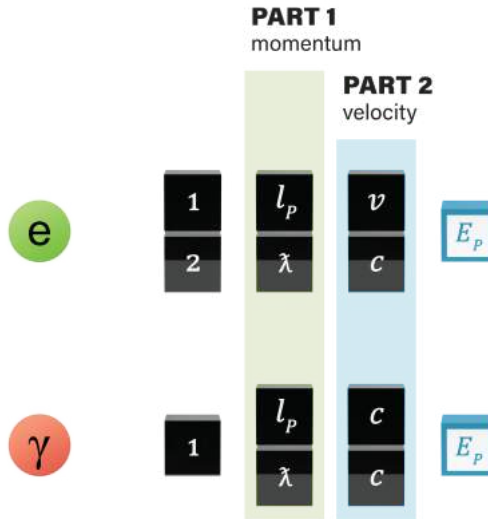 PART 1
momentum
PART 2
velocity
e
1
2
l_P
ƛ
v
c
E_P
γ
1
l_P
ƛ
c
c
E_P